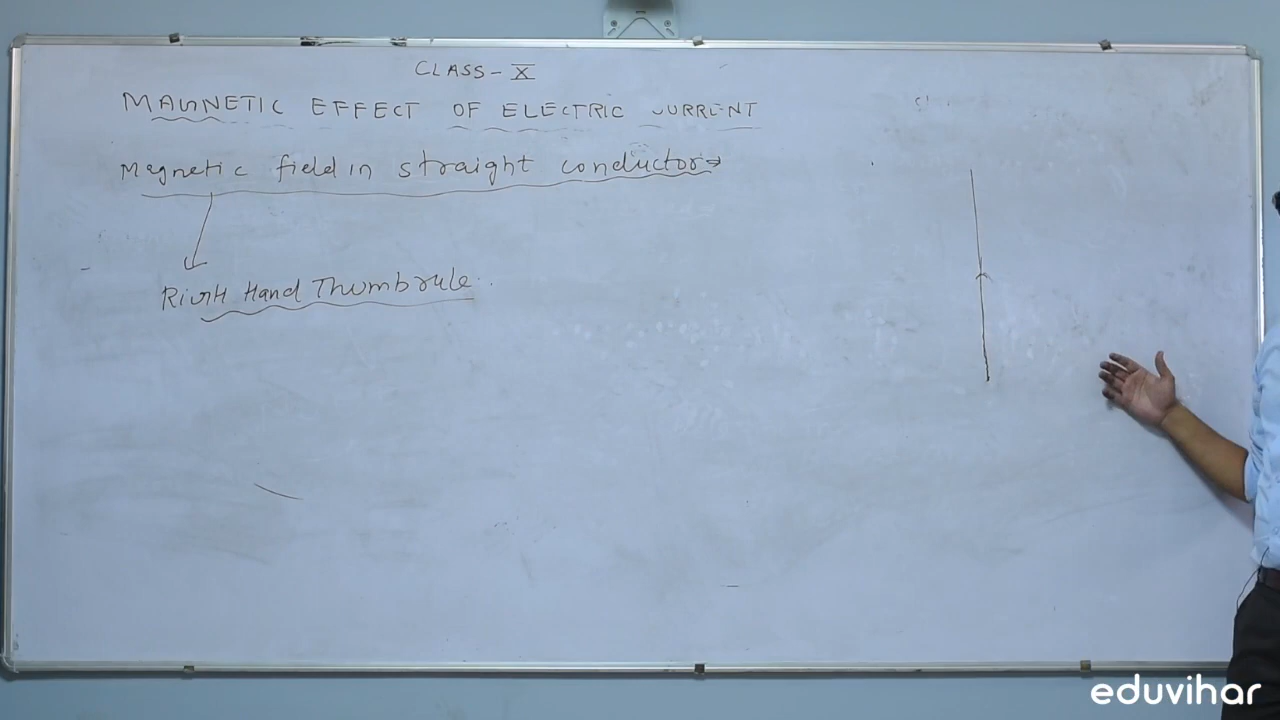 CLASS - X
MAGNETIC EFFECT OF ELECTRIC CURRENT
Magnetic field in straight conductor→
Right Hand Thumb rule.
eduvihar